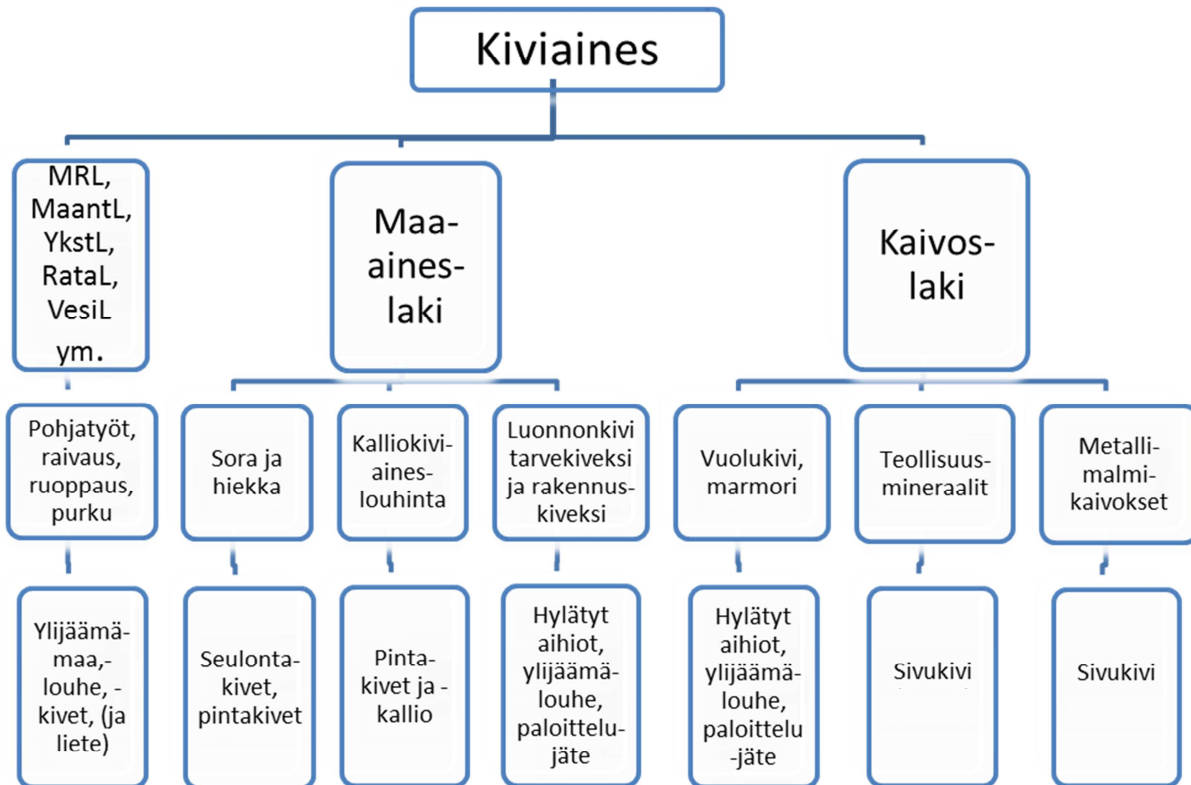 Kiviaines
MRL,
MaantL,
YkstL,
RataL,
VesiL
ym.
Maa-
aines-
laki
Kaivos-
laki
Pohjatyöt,
raivaus,
ruoppaus,
purku
Sora ja
hiekka
Kalliokivi-
aines-
louhinta
Luonnonkivi
tarvekiveksi
ja rakennus-
kiveksi
Vuolukivi,
marmori
Teollisuus-
mineraalit
Metalli-
malmi-
kaivokset
Ylijäämä-
maa,-
louhe, -
kivet, (ja
liete)
Seulonta-
kivet,
pintakivet
Pinta-
kivet ja -
kallio
Hylätyt
aihiot,
ylijäämä-
louhe,
paloittelu-
jäte
Hylätyt
aihiot,
ylijäämä-
louhe,
paloittelu
-jäte
Sivukivi
Sivukivi